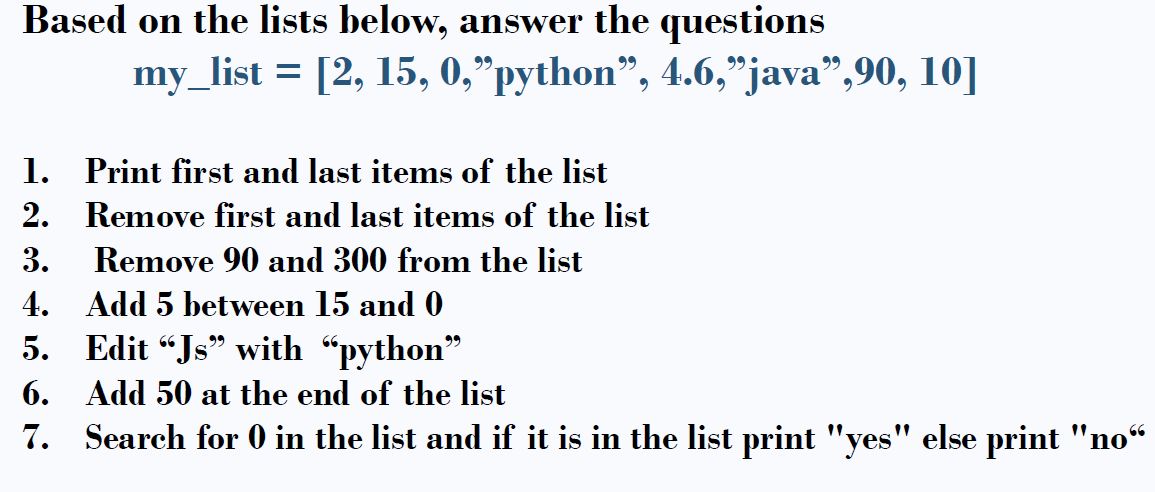 Based on the lists below, answer the questions
my_list = [2, 15, 0,”python”, 4.6,”java”,90, 10]
1. Print first and last items of the list
2. Remove first and last items of the list
3. Remove 90 and 300 from the list
4. Add 5 between 15 and 0
5. Edit “Js” with “python”
6. Add 50 at the end of the list
7. Search for 0 in the list and if it is in the list print "yes" else print "no“